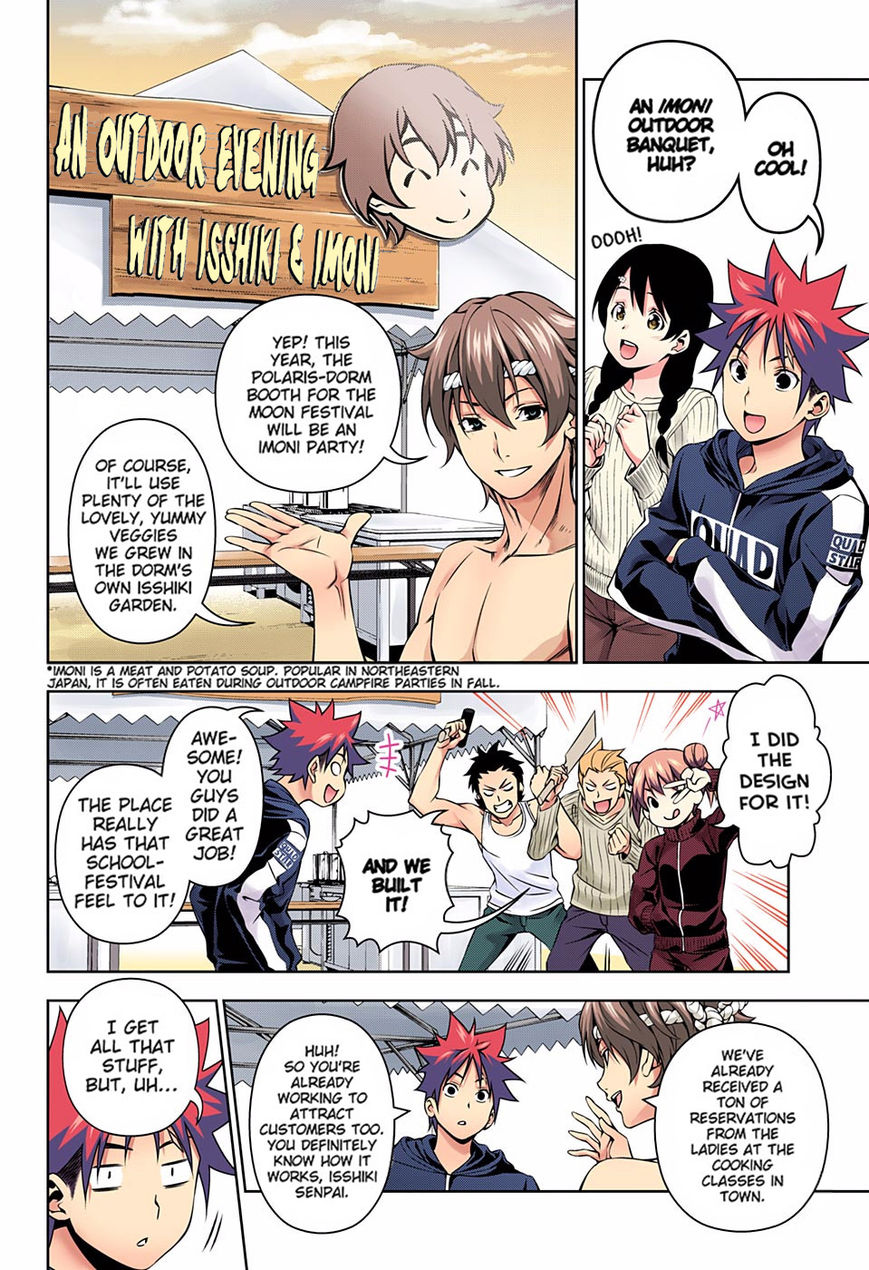 AN IMONI
OUTDOOR
BANQUET,
HUH?
OH
COOL!
OOOH!
QUAD
QUAD
AN OUTDOOR EVENING
WITH ISSHIKI & IMONI
YEP! THIS
YEAR, THE
POLARIS-DORM
BOOTH FOR THE
MOON FESTIVAL
WILL BE AN
IMONI PARTY!
OF COURSE,
IT'LL USE
PLENTY OF THE
LOVELY, YUMMY
VEGGIES
WE GREW IN
THE DORM'S
OWN ISSHIKI
GARDEN.
*IMONI IS A MEAT AND POTATO SOUP. POPULAR IN NORTHEASTERN
JAPAN, IT IS OFTEN EATEN DURING OUTDOOR CAMPFIRE PARTIES IN FALL.
I DID
THE
DESIGN
FOR IT!
AND WE
BUILT
IT!
AWE-
SOME!
YOU
GUYS
DID A
GREAT
JOB!
THE PLACE
REALLY
HAS THAT
SCHOOL-
FESTIVAL
FEEL TO IT!
WE'VE
ALREADY
RECEIVED
A TON OF
RESERVATIONS
FROM THE
LADIES AT THE
COOKING
CLASSES IN
TOWN.
HUH!
SO YOU'RE
ALREADY
WORKING TO
ATTRACT
CUSTOMERS TOO.
YOU DEFINITELY
KNOW HOW IT
WORKS, ISSHIKI
SENPAI.
I GET
ALL THAT
STUFF,
BUT, UH...